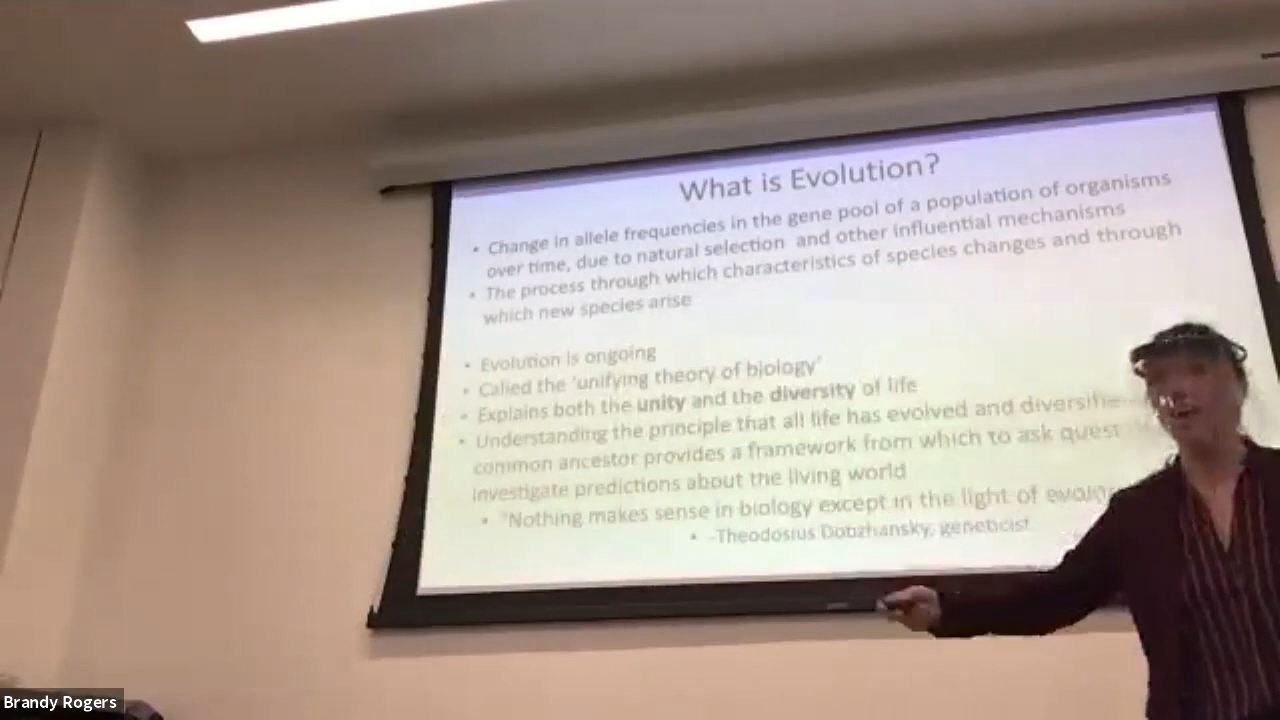 What is Evolution?
• Change in allele frequencies in the gene pool of a population of organisms
over time, due to natural selection and other influential mechanisms
• The process through which characteristics of species changes and through
which new species arise
• Evolution is ongoing
• Called the 'unifying theory of biology'
• Explains both the unity and the diversity of life
• Understanding the principle that all life has evolved and diversifie
common ancestor provides a framework from which to ask quest
investigate predictions about the living world
• "Nothing makes sense in biology except in the light of
• -Theodosius Dobzhansky, geneticist
Brandy Rogers